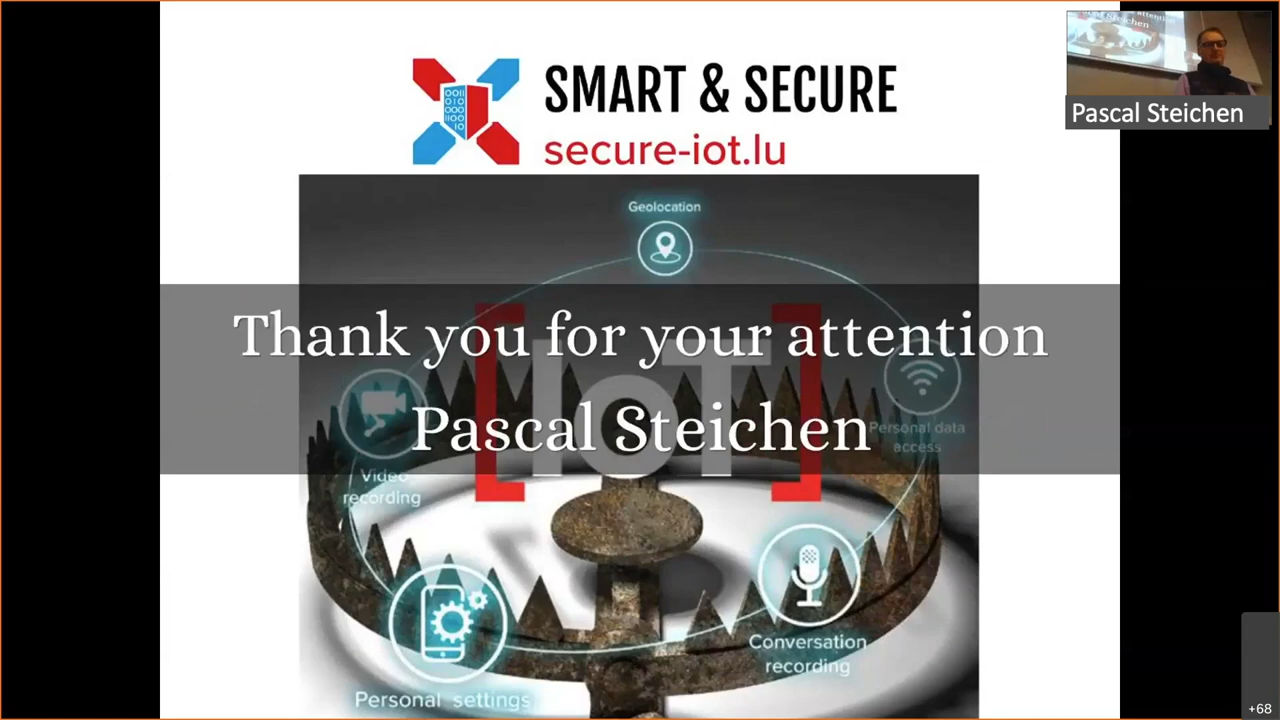 SMART & SECURE
secure-iot.lu
Pascal Steichen
Geolocation
Thank you for your attention
Pascal Steichen
[IoT]
Personal data
access
Video
recording
Conversation
recording
Personal settings
+68